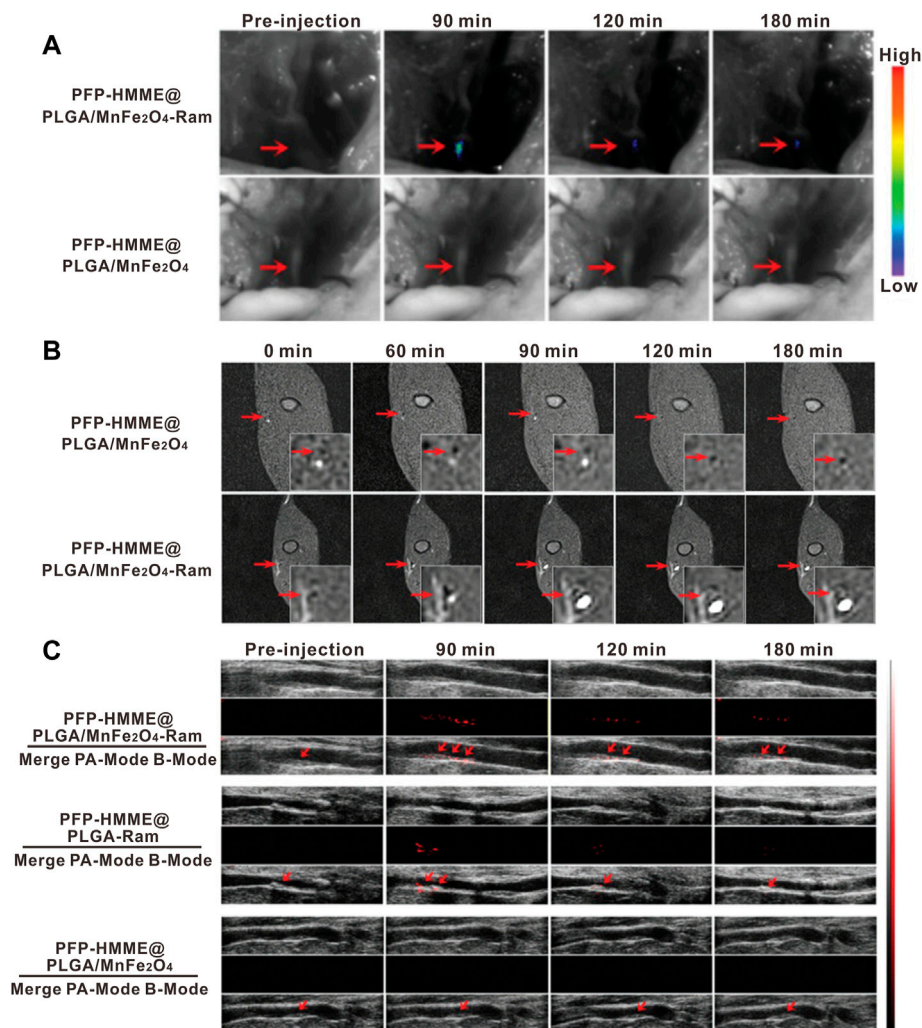 Pre-injection 90 min 120 min 180 min
A
High
PFP-HMME@
PLGA/MnFe₂O₄-Ram
PFP-HMME@
PLGA/MnFe₂O₄
Low
B
0 min 60 min 90 min 120 min 180 min
PFP-HMME@
PLGA/MnFe₂O₄
PFP-HMME@
PLGA/MnFe₂O₄-Ram
C
Pre-injection 90 min 120 min 180 min
PFP-HMME@
PLGA/MnFe₂O₄-Ram
Merge PA-Mode B-Mode
PFP-HMME@
PLGA-Ram
Merge PA-Mode B-Mode
PFP-HMME@
PLGA/MnFe₂O₄
Merge PA-Mode B-Mode